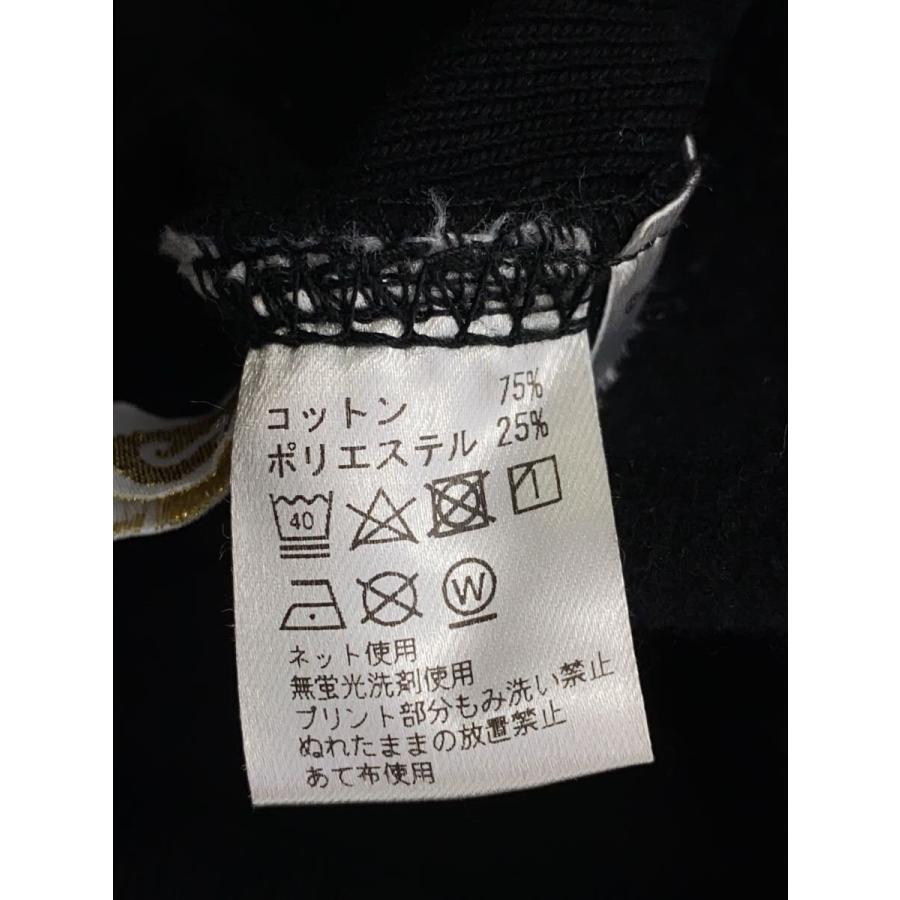 コットン 75%
ポリエステル 25%
40
W
ネット使用
無蛍光洗剤使用
プリント部分もみ洗い禁止
ぬれたままの放置禁止
あて布使用